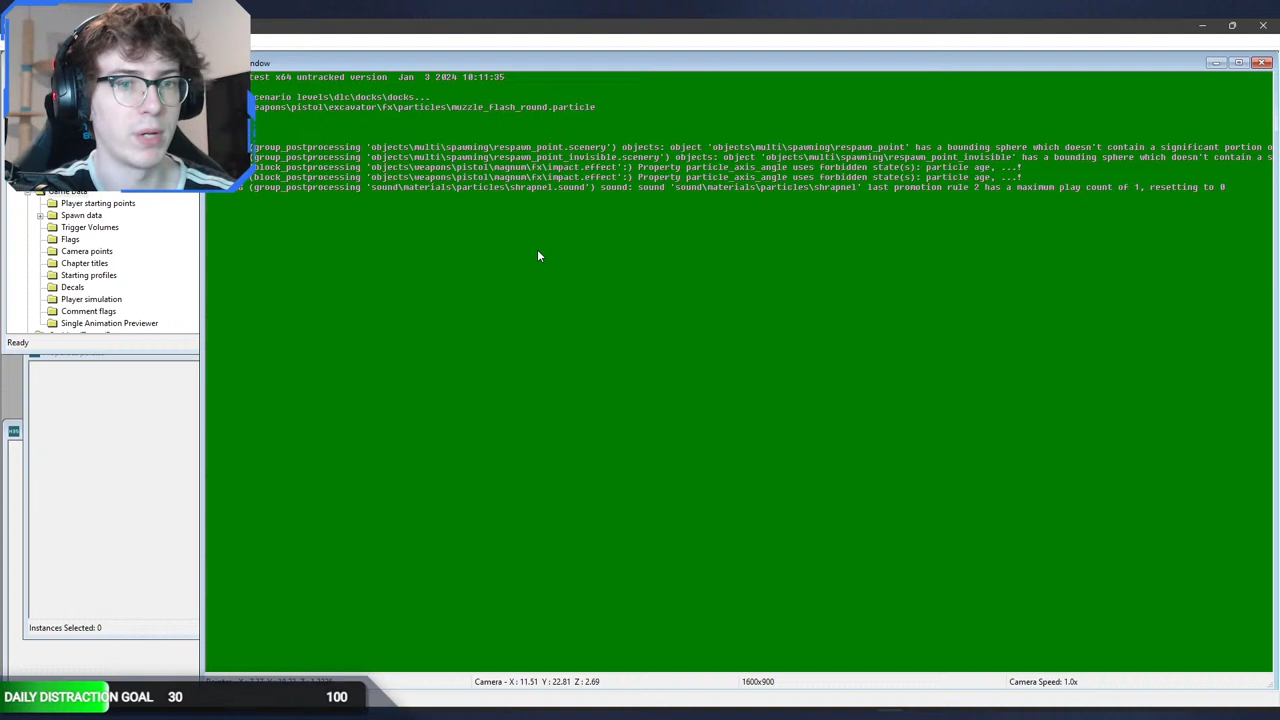 ndow
test x64 untracked version Jan 3 2024 10:11:35
cenario levels\dlc\docks\docks...
eapons\pistol\excavator\fx\particles\muzzle_flash_round.particle
(group_postprocessing 'objects\multi\spawning\respawn_point.scenery') objects: object 'objects\multi\spawning\respawn_point' has a bounding sphere which doesn't contain a significant portion o
(group_postprocessing 'objects\multi\spawning\respawn_point_invisible.scenery') objects: object 'objects\multi\spawning\respawn_point_invisible' has a bounding sphere which doesn't contain a s
(block_postprocessing 'objects\weapons\pistol\magnum\fx\impact.effect':) Property particle_axis_angle uses forbidden state(s): particle age, ...!
(block_postprocessing 'objects\weapons\pistol\magnum\fx\impact.effect':) Property particle_axis_angle uses forbidden state(s): particle age, ...!
(group_postprocessing 'sound\materials\particles\shrapnel.sound') sound: sound 'sound\materials\particles\shrapnel' last promotion rule 2 has a maximum play count of 1, resetting to 0
Game Data
Player starting points
Spawn data
Trigger Volumes
Flags
Camera points
Chapter titles
Starting profiles
Decals
Player simulation
Comment flags
Single Animation Previewer
Ready
Instances Selected: 0
Camera - X : 11.51 Y : 22.81 Z : 2.69
1600x900
Camera Speed: 1.0x
DAILY DISTRACTION GOAL 30 100